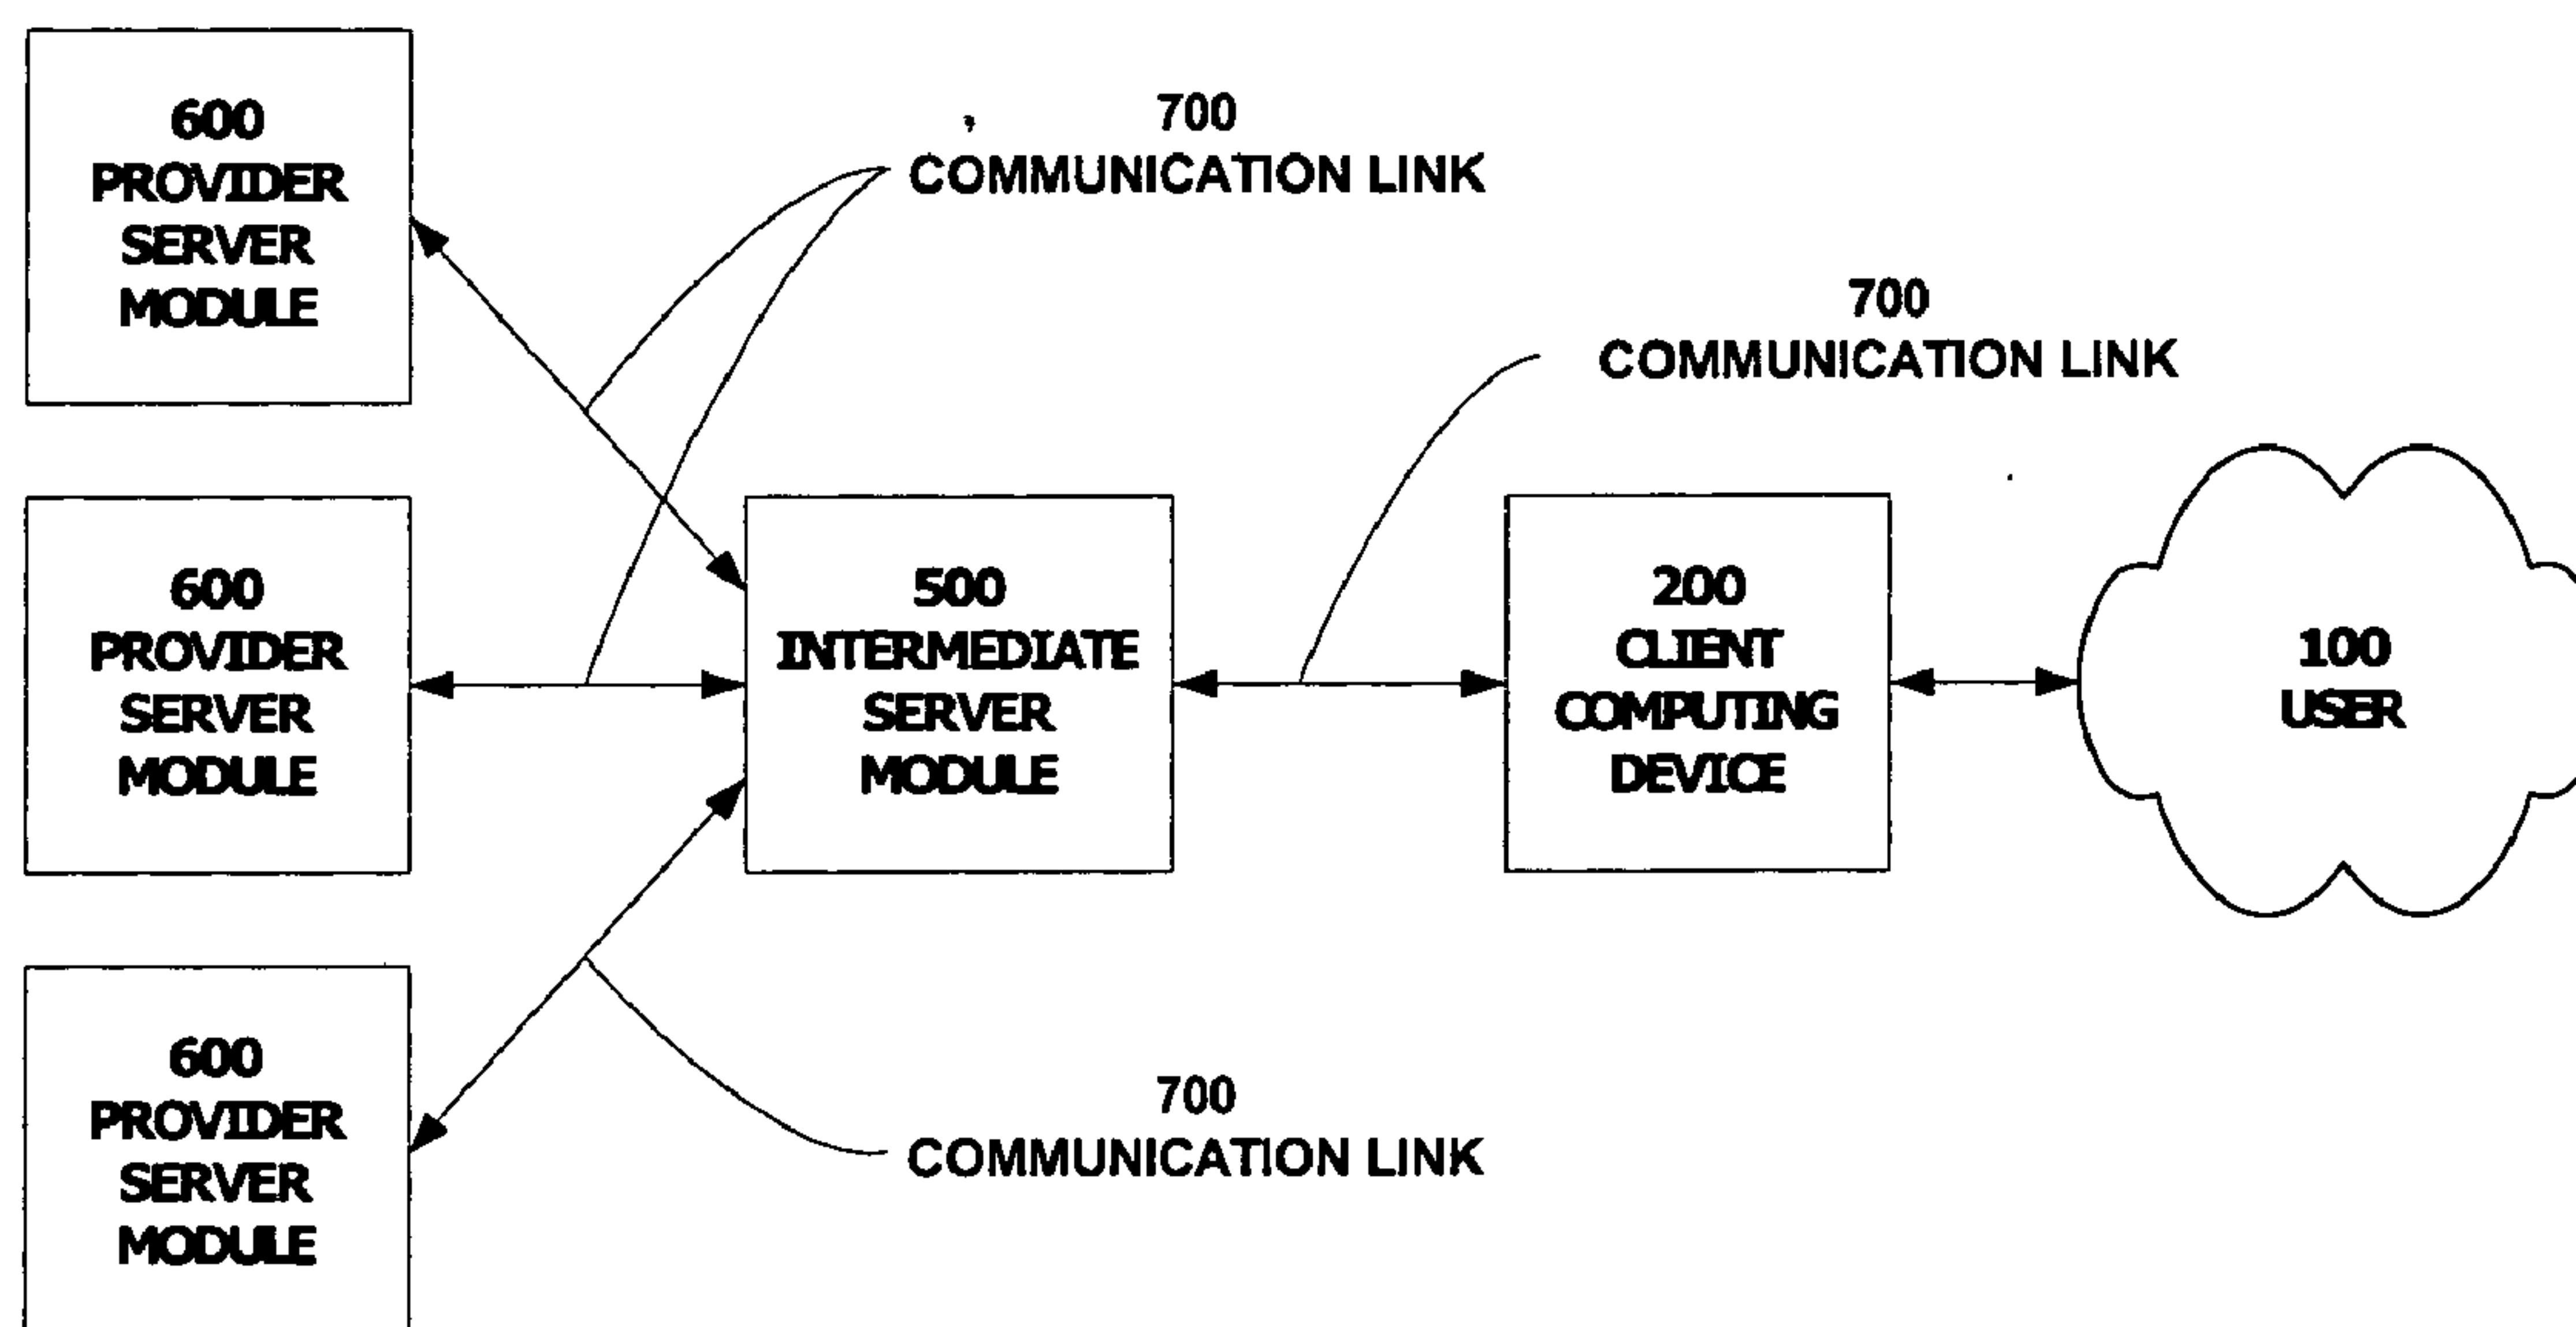 600
PROVIDER
SERVER
MODULE
700
COMMUNICATION LINK
700
COMMUNICATION LINK
600
PROVIDER
SERVER
MODULE
500
INTERMEDIATE
SERVER
MODULE
200
CLIENT
COMPUTING
DEVICE
100
USER
600
PROVIDER
SERVER
MODULE
700
COMMUNICATION LINK